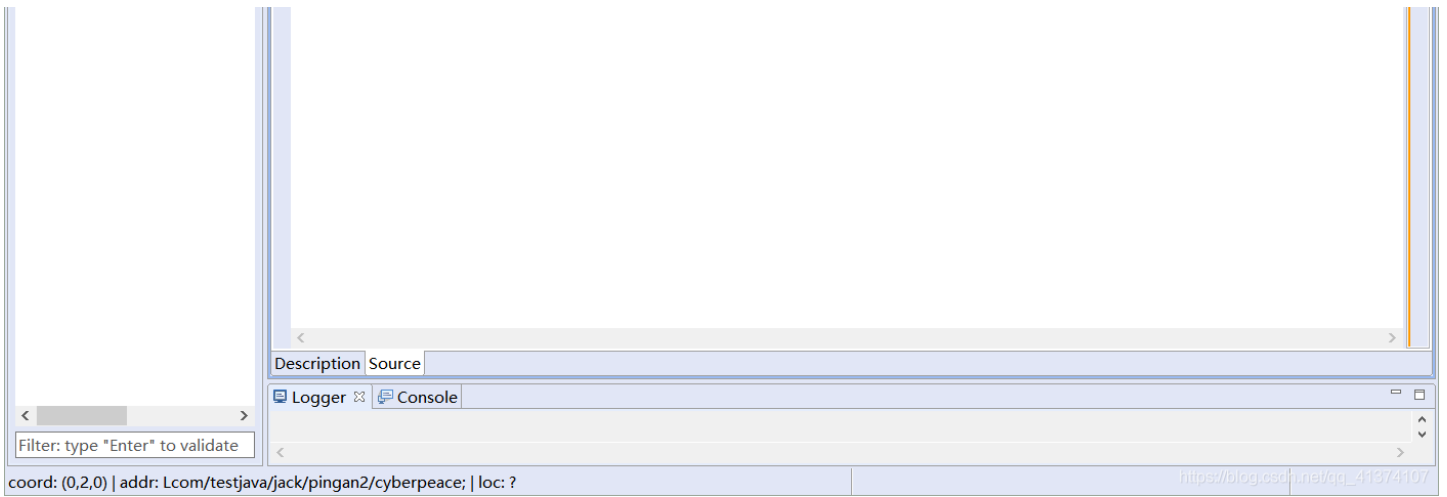 Description Source
Logger Console
Filter: type "Enter" to validate
coord: (0,2,0) | addr: Lcom/testjava/jack/pingan2/cyberpeace; | loc: ?
https://blog.csdn.net/qq_41374107